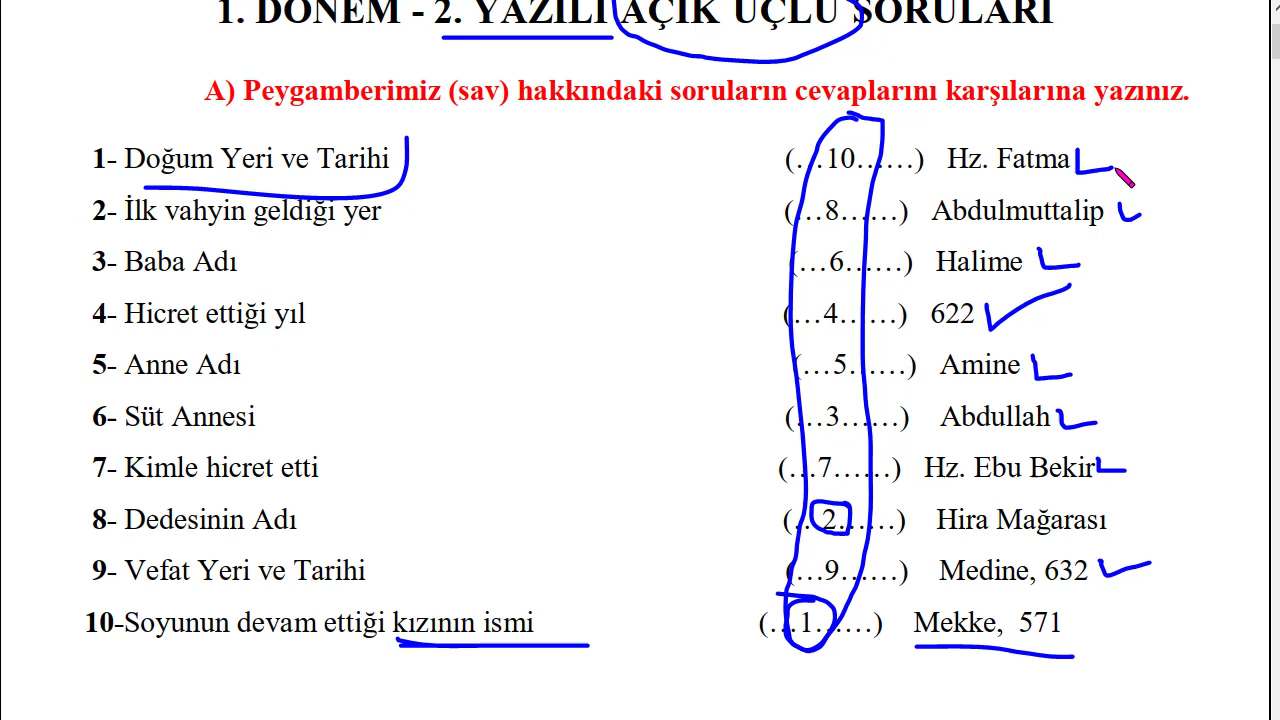 1. DÖNEM - 2. YAZILI AÇIK UÇLU SORULARI
A) Peygamberimiz (sav) hakkındaki soruların cevaplarını karşılarına yazınız.
1- Doğum Yeri ve Tarihi (…10……) Hz. Fatma
2- İlk vahyin geldiği yer (…8……) Abdulmuttalip
3- Baba Adı (…6……) Halime
4- Hicret ettiği yıl (…4……) 622
5- Anne Adı (…5……) Amine
6- Süt Annesi (…3……) Abdullah
7- Kimle hicret etti (…7……) Hz. Ebu Bekir
8- Dedesinin Adı (…2……) Hira Mağarası
9- Vefat Yeri ve Tarihi (…9……) Medine, 632
10-Soyunun devam ettiği kızının ismi (…1……) Mekke, 571